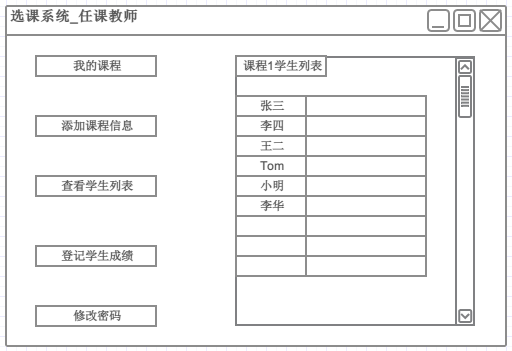 选课系统_任课教师
我的课程
添加课程信息
查看学生列表
登记学生成绩
修改密码
课程1学生列表
张三
李四
王二
Tom
小明
李华